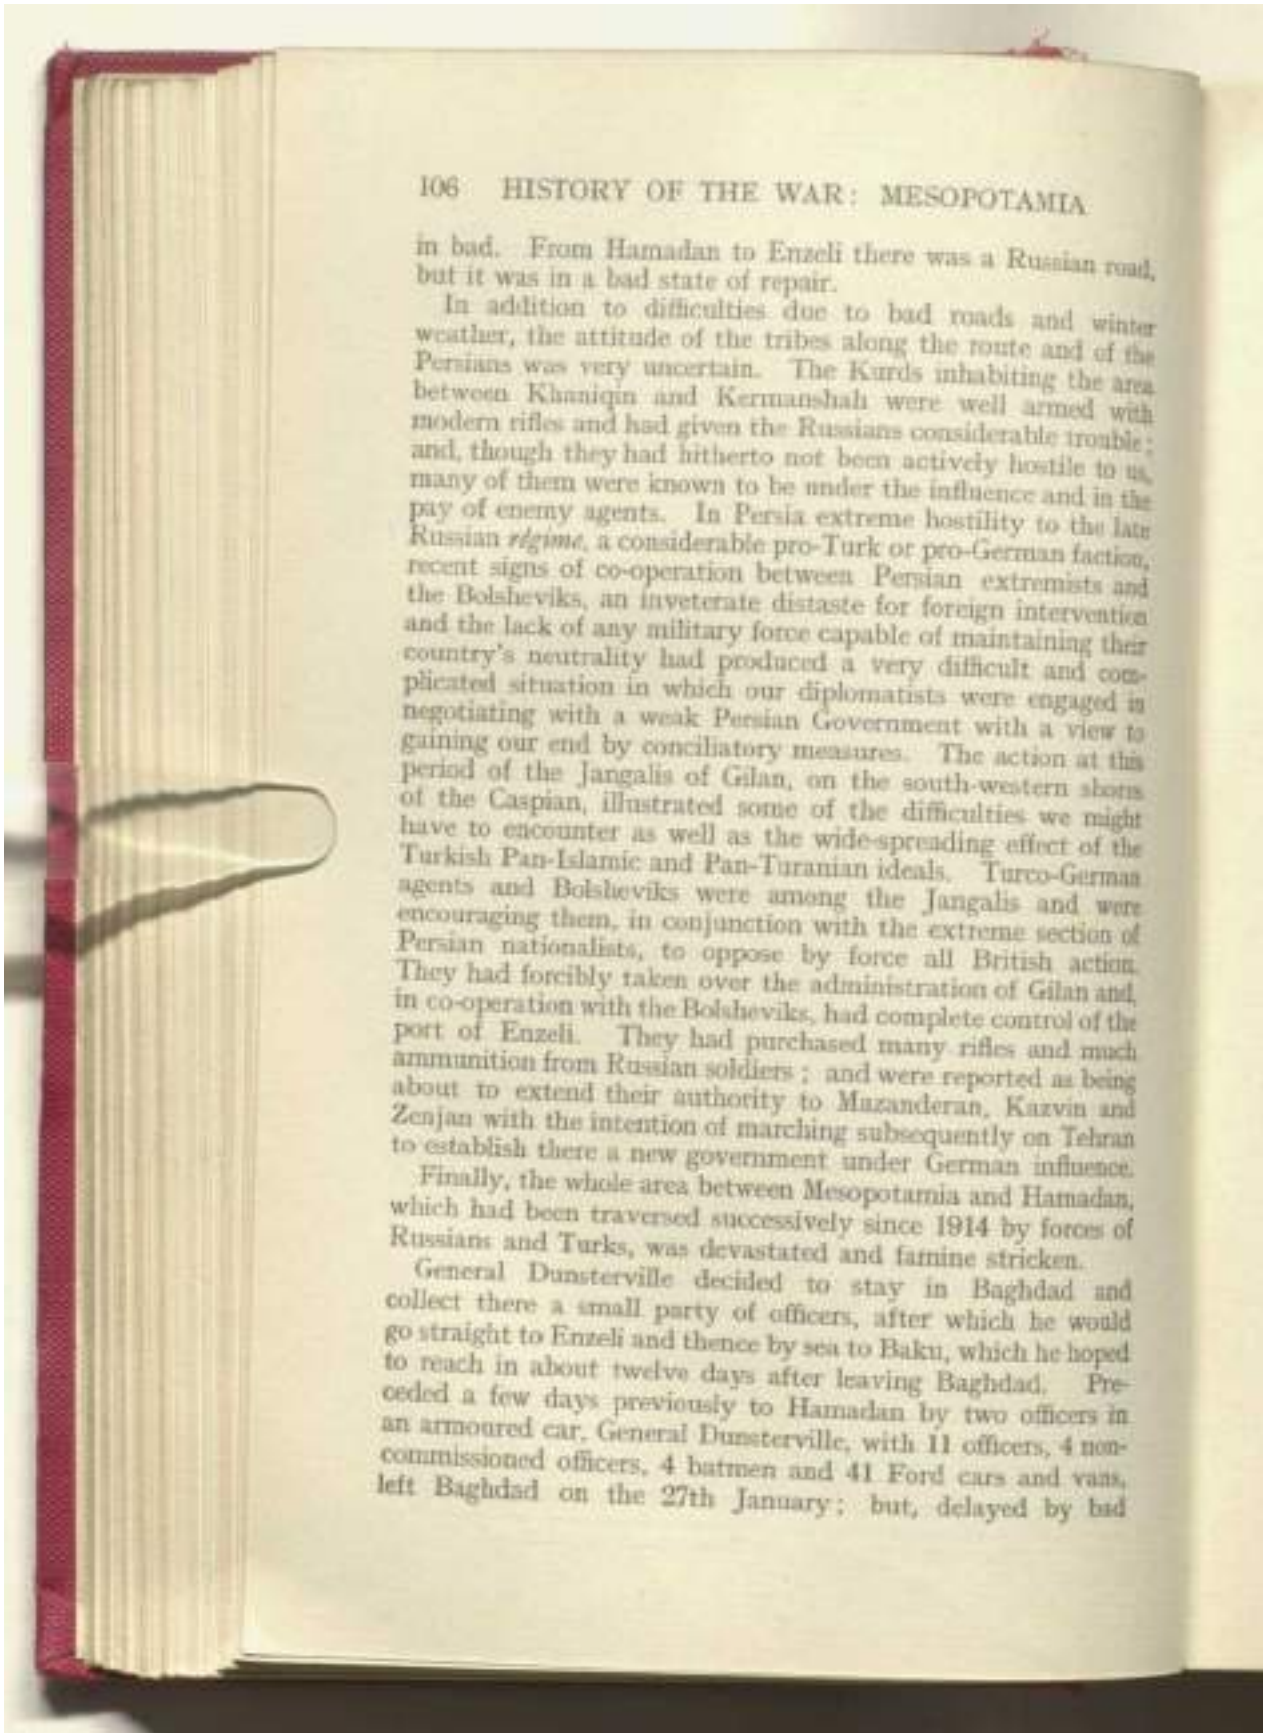 106 HISTORY OF THE WAR: MESOPOTAMIA
in bad. From Hamadan to Enzeli there was a Russian road,
but it was in a bad state of repair.
In addition to difficulties due to bad roads and winter
weather, the attitude of the tribes along the route and of the
Persians was very uncertain. The Kurds inhabiting the area
between Khaniqin and Kermanshah were well armed with
modern rifles and had given the Russians considerable trouble;
and, though they had hitherto not been actively hostile to us,
many of them were known to be under the influence and in the
pay of enemy agents. In Persia extreme hostility to the late
Russian régime, a considerable pro-Turk or pro-German faction,
recent signs of co-operation between Persian extremists and
the Bolsheviks, an inveterate distaste for foreign intervention
and the lack of any military force capable of maintaining their
country's neutrality had produced a very difficult and com-
plicated situation in which our diplomatists were engaged in
negotiating with a weak Persian Government with a view to
gaining our end by conciliatory measures. The action at this
period of the Jangalis of Gilan, on the south-western shores
of the Caspian, illustrated some of the difficulties we might
have to encounter as well as the wide-spreading effect of the
Turkish Pan-Islamic and Pan-Turanian ideals. Turco-German
agents and Bolsheviks were among the Jangalis and were
encouraging them, in conjunction with the extreme section of
Persian nationalists, to oppose by force all British action.
They had forcibly taken over the administration of Gilan and,
in co-operation with the Bolsheviks, had complete control of the
port of Enzeli. They had purchased many rifles and much
ammunition from Russian soldiers; and were reported as being
about to extend their authority to Mazanderan, Kazvin and
Zenjan with the intention of marching subsequently on Tehran
to establish there a new government under German influence.
Finally, the whole area between Mesopotamia and Hamadan,
which had been traversed successively since 1914 by forces of
Russians and Turks, was devastated and famine stricken.
General Dunsterville decided to stay in Baghdad and
collect there a small party of officers, after which he would
go straight to Enzeli and thence by sea to Baku, which he hoped
to reach in about twelve days after leaving Baghdad. Pre-
ceded a few days previously to Hamadan by two officers in
an armoured car, General Dunsterville, with 11 officers, 4 non-
commissioned officers, 4 batmen and 41 Ford cars and vans,
left Baghdad on the 27th January; but, delayed by bad